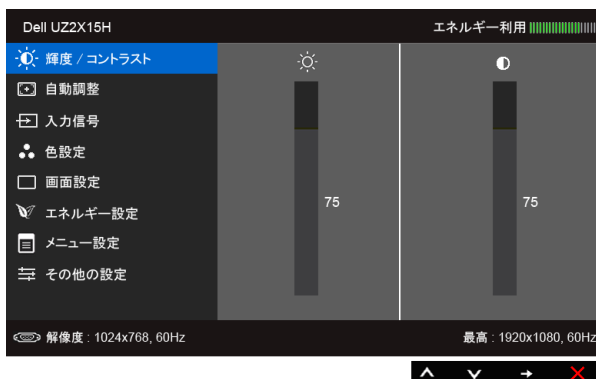 Dell UZ2X15H
エネルギー利用
輝度 / コントラスト
自動調整
入力信号
色設定
画面設定
エネルギー設定
メニュー設定
その他の設定
75
75
解像度 : 1024x768, 60Hz
最高 : 1920x1080, 60Hz